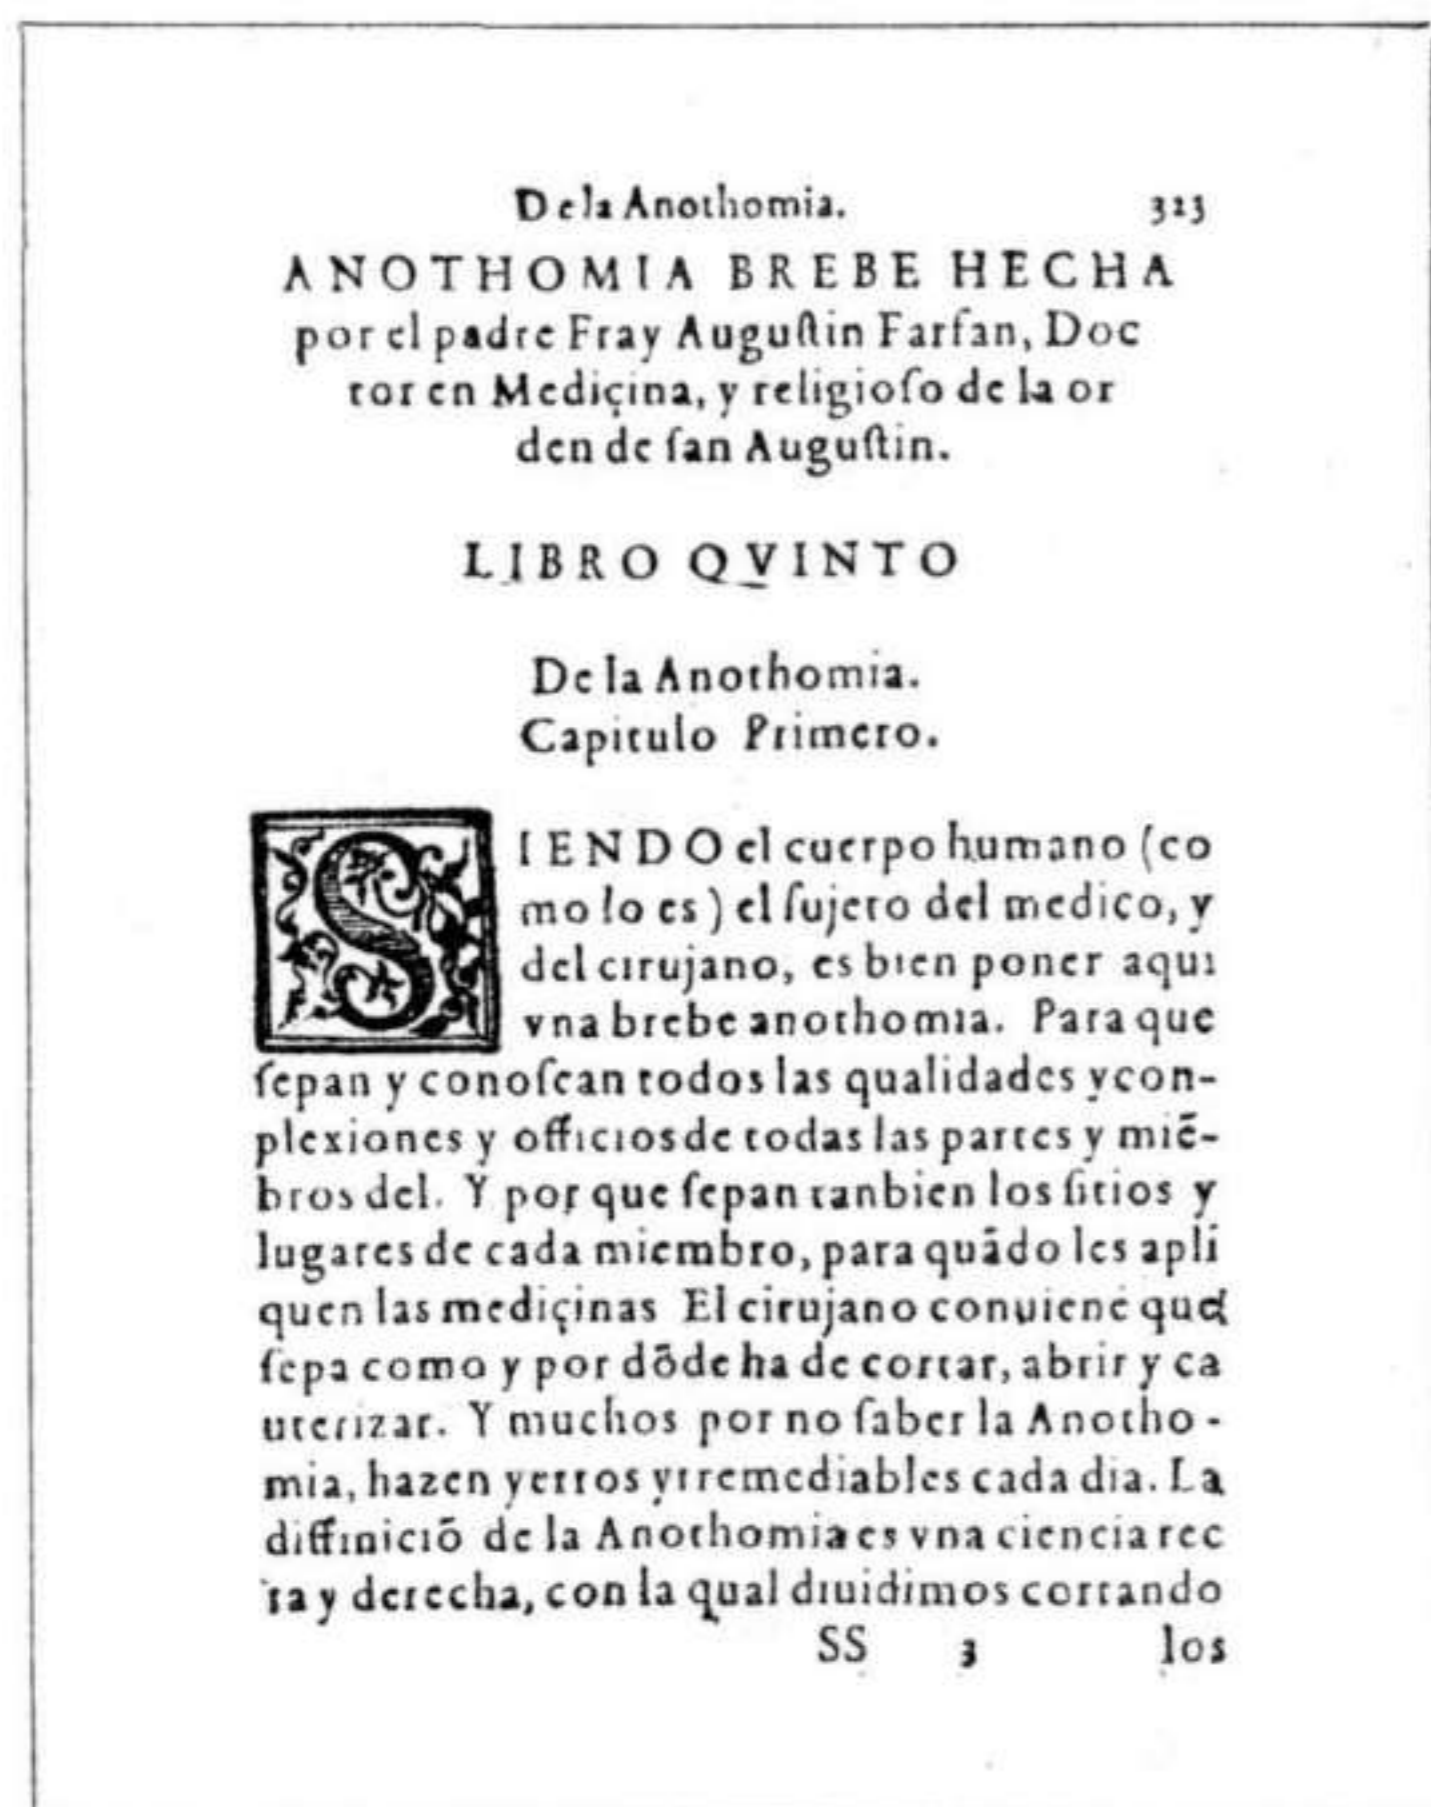 De la Anothomia. 323
ANOTHOMIA BREBE HECHA
por el padre Fray Auguſtin Farfan, Doc
tor en Mediçina, y religioſo de la or
den de ſan Auguſtin.
LIBRO QVINTO
De la Anothomia.
Capitulo Primero.
SIENDO el cuerpo humano (co
mo lo es) el ſujeto del medico, y
del cirujano, es bien poner aqui
vna brebe anothomia. Para que
ſepan y conoſcan todos las qualidades y con-
plexiones y officios de todas las partes y miē-
bros del. Y por que ſepan tanbien los ſitios y
lugares de cada miembro, para quādo les apli
quen las mediçinas El cirujano conuiene que
ſepa como y por dōde ha de cortar, abrir y ca
uterizar. Y muchos por no ſaber la Anotho-
mia, hazen yerros yrremediables cada dia. La
diffiniciō de la Anothomia es vna ciencia rec
ta y derecha, con la qual diuidimos cortando
SS 3 los